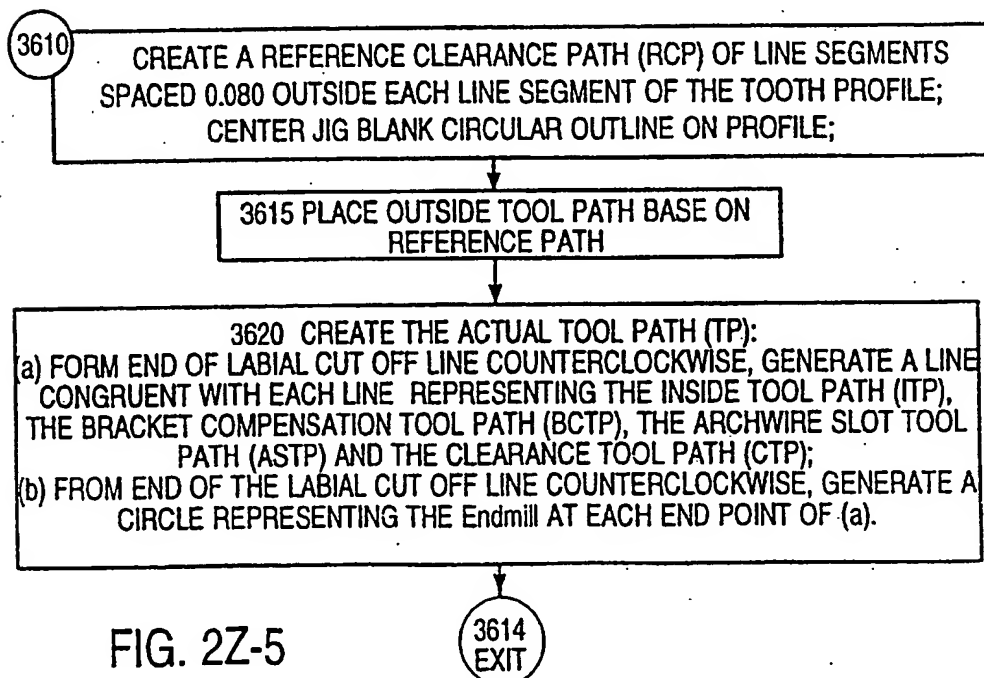 3610
CREATE A REFERENCE CLEARANCE PATH (RCP) OF LINE SEGMENTS
SPACED 0.080 OUTSIDE EACH LINE SEGMENT OF THE TOOTH PROFILE;
CENTER JIG BLANK CIRCULAR OUTLINE ON PROFILE;
3615 PLACE OUTSIDE TOOL PATH BASE ON
REFERENCE PATH
3620 CREATE THE ACTUAL TOOL PATH (TP):
(a) FORM END OF LABIAL CUT OFF LINE COUNTERCLOCKWISE, GENERATE A LINE
CONGRUENT WITH EACH LINE REPRESENTING THE INSIDE TOOL PATH (ITP),
THE BRACKET COMPENSATION TOOL PATH (BCTP), THE ARCHWIRE SLOT TOOL
PATH (ASTP) AND THE CLEARANCE TOOL PATH (CTP);
(b) FROM END OF THE LABIAL CUT OFF LINE COUNTERCLOCKWISE, GENERATE A
CIRCLE REPRESENTING THE Endmill AT EACH END POINT OF (a).
3614
EXIT
FIG. 2Z-5